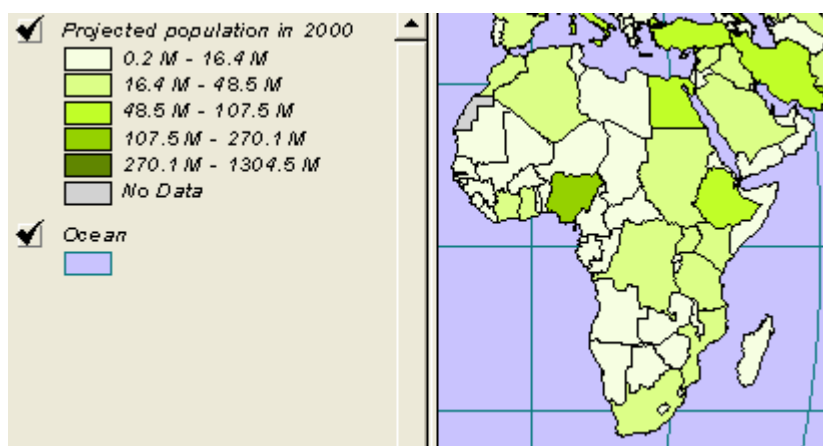 Projected population in 2000
0.2 M - 16.4 M
16.4 M - 48.5 M
48.5 M - 107.5 M
107.5 M - 270.1 M
270.1 M - 1304.5 M
No Data
Ocean